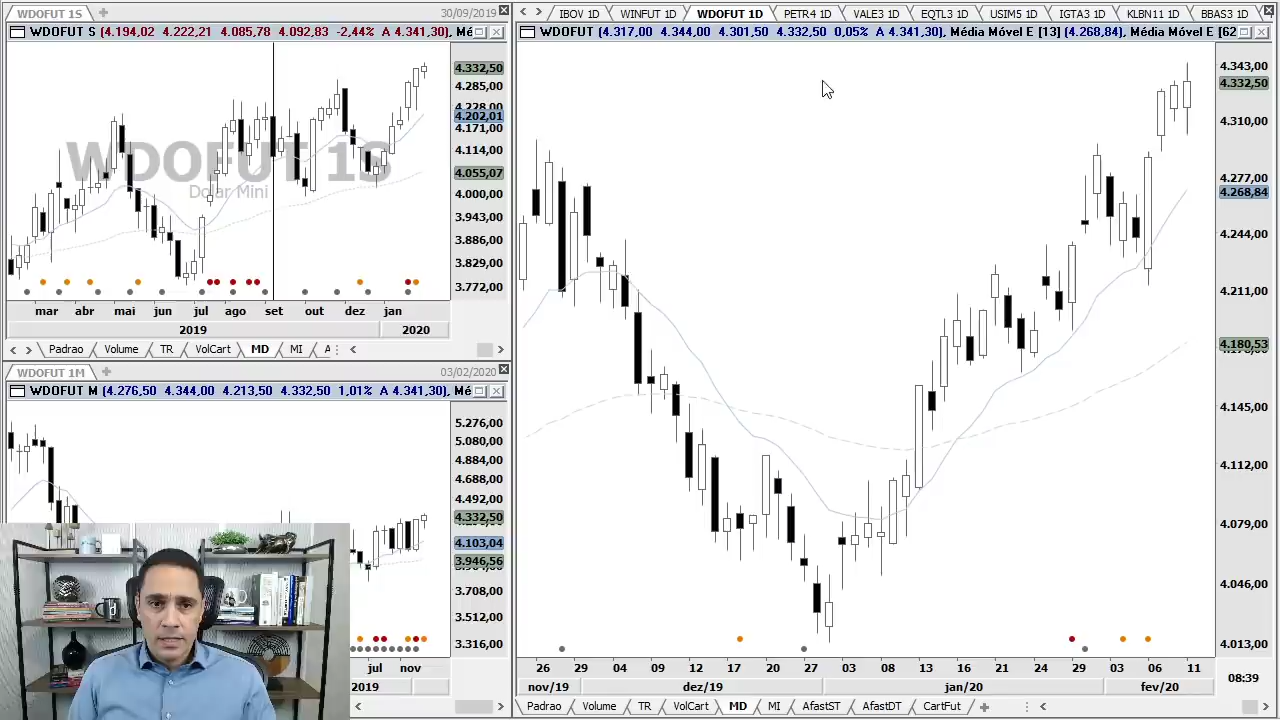 WDOFUT 1S
30/09/2019
WDOFUT S (4.194,02 4.222,21 4.085,78 4.092,83 -2,44% A 4.341,30), Mé
WDOFUT 1S
Dolar Mini
4.332,50
4.285,00
4.228,00
4.202,01
4.171,00
4.114,00
4.055,07
4.000,00
3.943,00
3.886,00
3.829,00
3.772,00
mar abr mai jun jul ago set out dez jan
2019 2020
Padrao Volume TR VolCart MD MI A
WDOFUT 1M
03/02/2020
WDOFUT M (4.276,50 4.344,00 4.213,50 4.332,50 1,01% A 4.341,30), Mé
5.276,00
5.080,00
4.884,00
4.688,00
4.492,00
4.332,50
4.103,04
3.946,56
3.708,00
3.512,00
3.316,00
jul nov
2019
IBOV 1D WINFUT 1D WDOFUT 1D PETR4 1D VALE3 1D EQTL3 1D USIM5 1D IGTA3 1D KLBN11 1D BBAS3 1D
WDOFUT (4.317,00 4.344,00 4.301,50 4.332,50 0,05% A 4.341,30), Média Móvel E [13] (4.268,84), Média Móvel E [62
4.343,00
4.332,50
4.310,00
4.277,00
4.268,84
4.244,00
4.211,00
4.180,53
4.145,00
4.112,00
4.079,00
4.046,00
4.013,00
26 29 04 09 12 17 20 27 03 08 13 16 21 24 29 03 06 11
nov/19 dez/19 jan/20 fev/20
08:39
Padrao Volume TR VolCart MD MI AfastST AfastDT CartFut